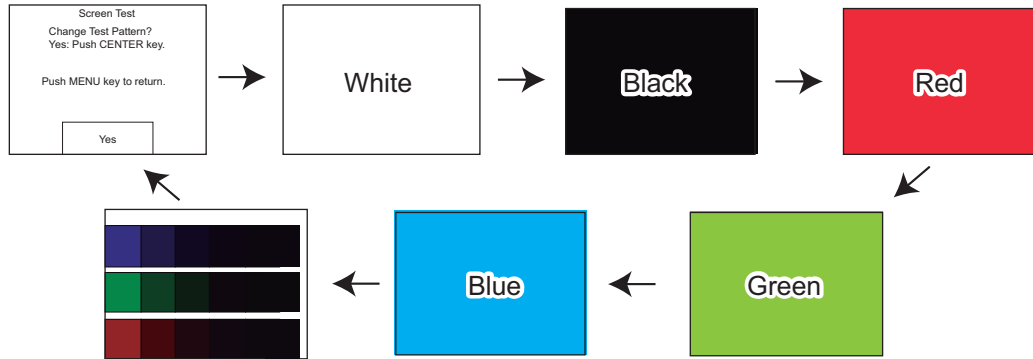 Screen Test
Change Test Pattern?
Yes: Push CENTER key.
Push MENU key to return.
Yes
White
Black
Red
Green
Blue